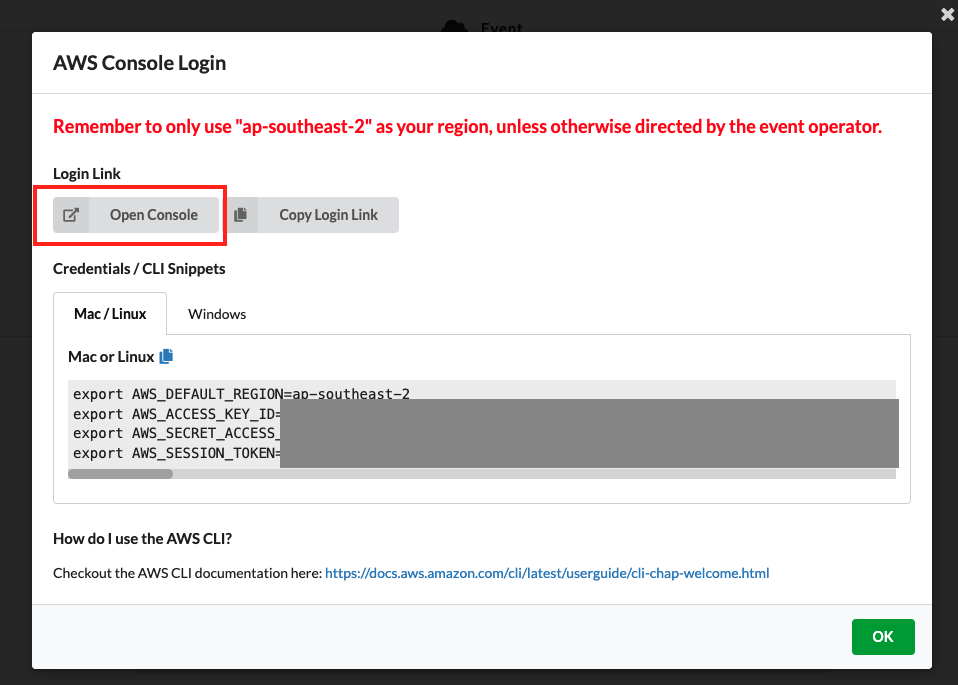 Event
AWS Console Login
Remember to only use "ap-southeast-2" as your region, unless otherwise directed by the event operator.
Login Link
Open Console
Copy Login Link
Credentials / CLI Snippets
Mac / Linux
Windows
Mac or Linux
export AWS_DEFAULT_REGION=ap-southeast-2
export AWS_ACCESS_KEY_ID=
export AWS_SECRET_ACCESS_
export AWS_SESSION_TOKEN=
How do I use the AWS CLI?
Checkout the AWS CLI documentation here: https://docs.aws.amazon.com/cli/latest/userguide/cli-chap-welcome.html
OK